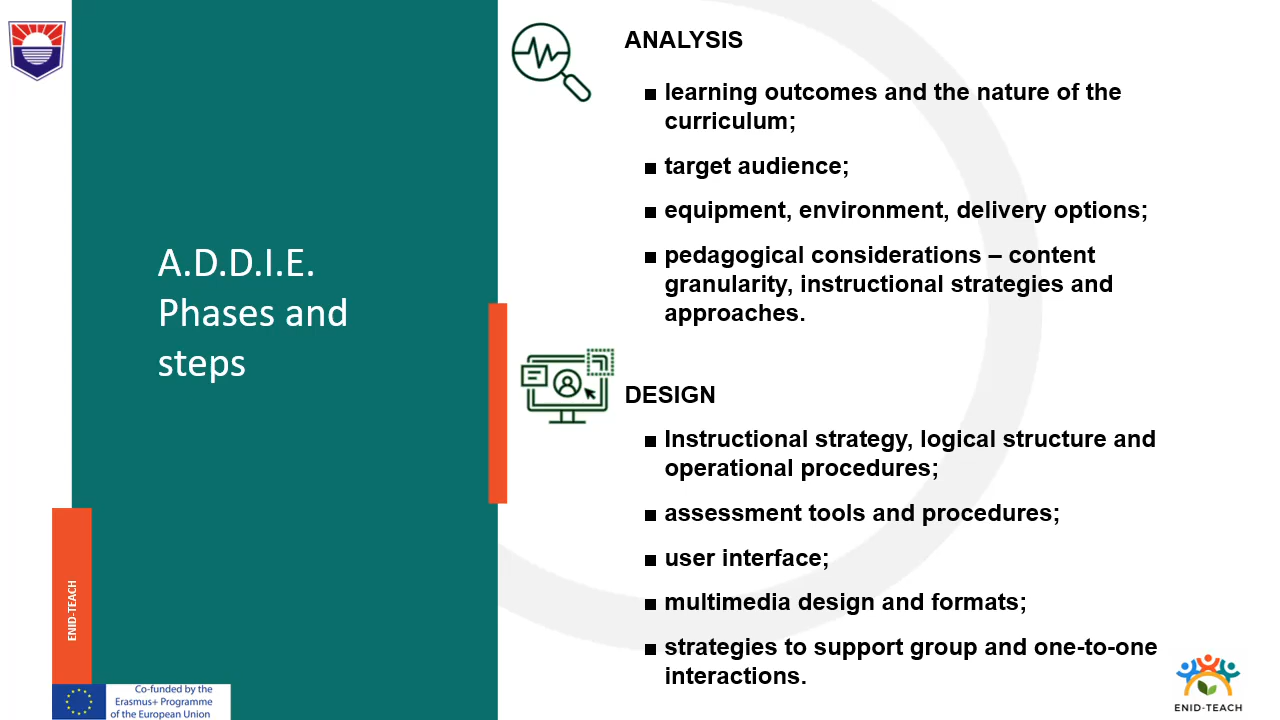 A.D.D.I.E.
Phases and
steps
ENID-TEACH
Co-funded by the
Erasmus+ Programme
of the European Union
ANALYSIS
■ learning outcomes and the nature of the
curriculum;
■ target audience;
■ equipment, environment, delivery options;
■ pedagogical considerations – content
granularity, instructional strategies and
approaches.
DESIGN
■ Instructional strategy, logical structure and
operational procedures;
■ assessment tools and procedures;
■ user interface;
■ multimedia design and formats;
■ strategies to support group and one-to-one
interactions.
ENID-TEACH